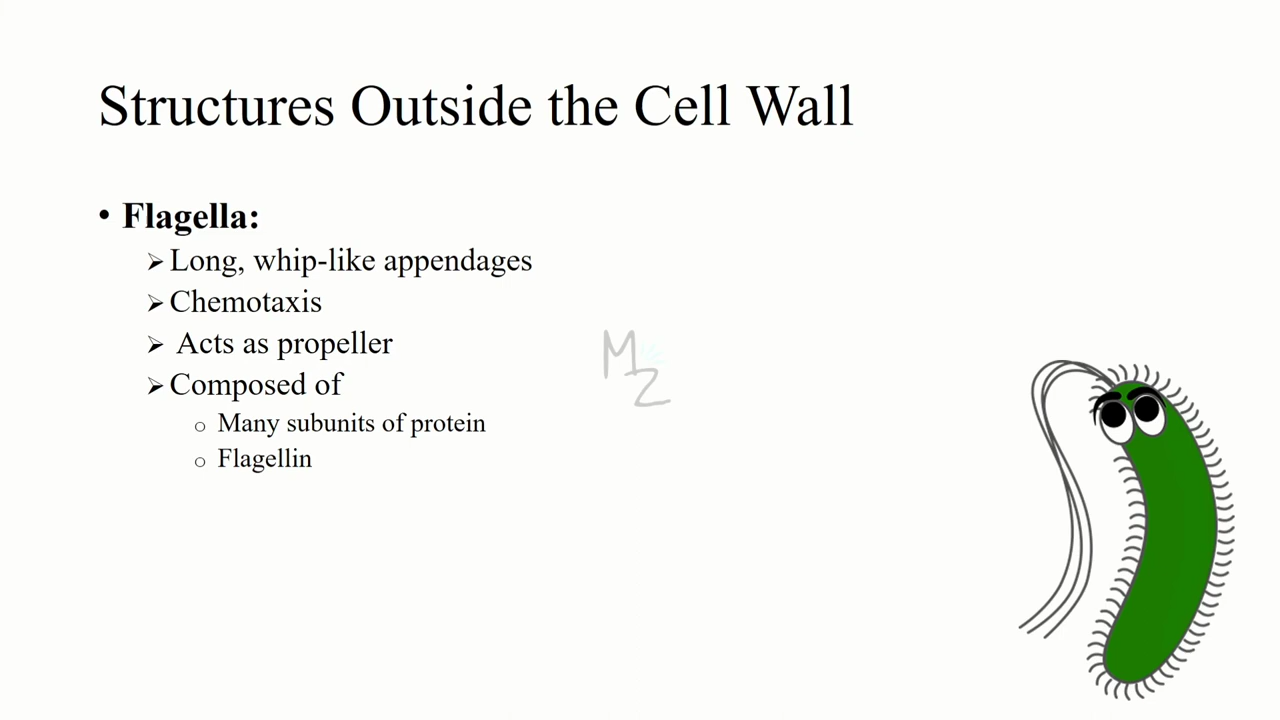 Structures Outside the Cell Wall
• Flagella:
➢ Long, whip-like appendages
➢ Chemotaxis
➢ Acts as propeller
➢ Composed of
o Many subunits of protein
o Flagellin
MZ